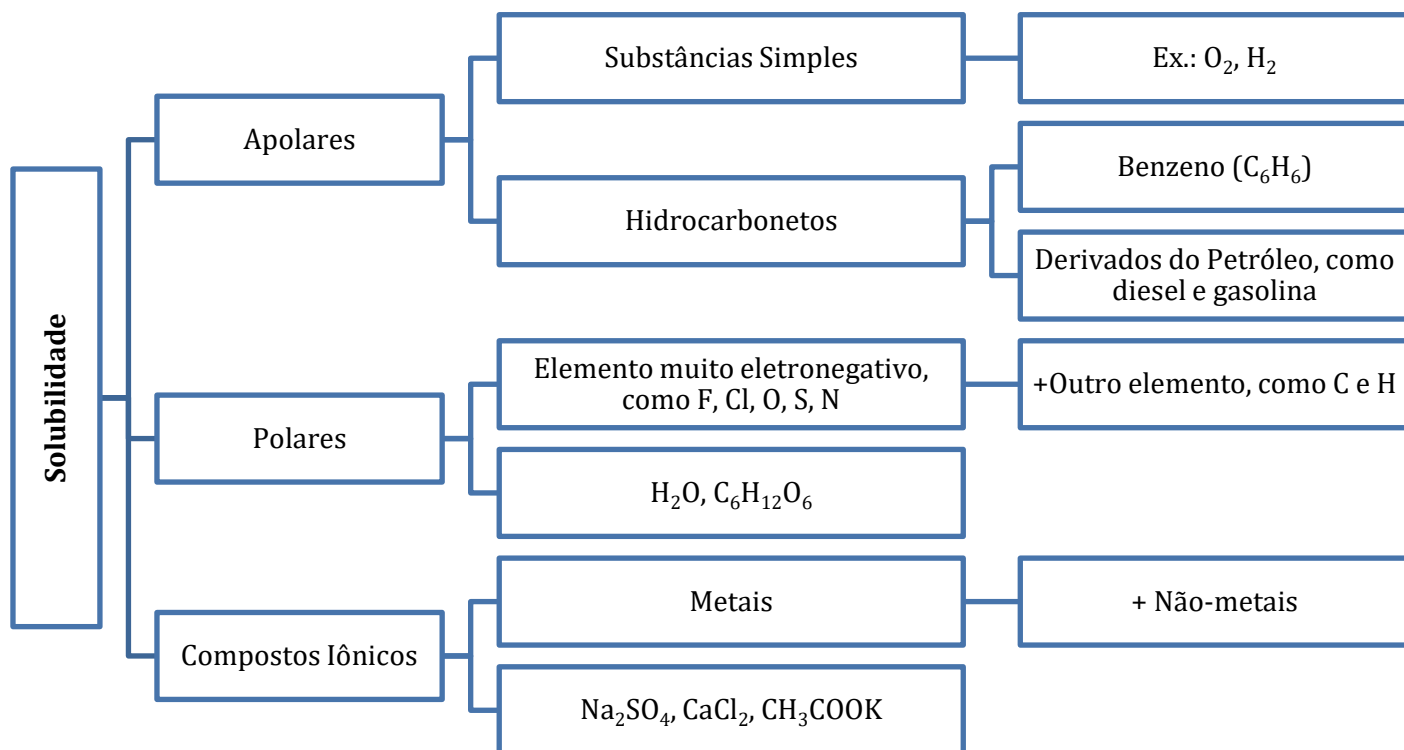 Solubilidade
Apolares
Substâncias Simples
Ex.: O₂, H₂
Hidrocarbonetos
Benzeno (C₆H₆)
Derivados do Petróleo, como
diesel e gasolina
Polares
Elemento muito eletronegativo,
como F, Cl, O, S, N
+Outro elemento, como C e H
H₂O, C₆H₁₂O₆
Compostos Iônicos
Metais
+ Não-metais
Na₂SO₄, CaCl₂, CH₃COOK